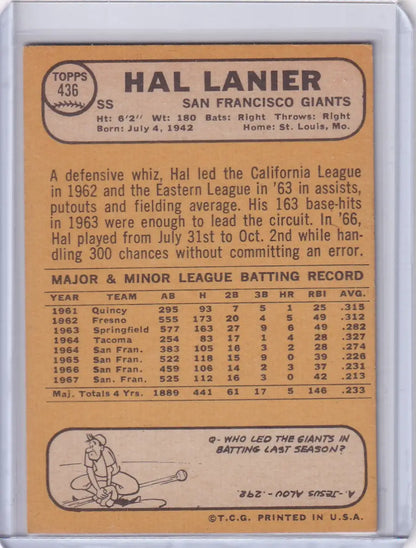 TOPPS
436
HAL LANIER
SS
SAN FRANCISCO GIANTS
Ht: 6'2" Wt: 180 Bats: Right Throws: Right
Born: July 4, 1942 Home: St. Louis, Mo.
A defensive whiz, Hal led the California League
in 1962 and the Eastern League in '63 in assists,
putouts and fielding average. His 163 base-hits
in 1963 were enough to lead the circuit. In '66,
Hal played from July 31st to Oct. 2nd while han-
dling 300 chances without committing an error.
MAJOR & MINOR LEAGUE BATTING RECORD
YEAR TEAM AB H 2B 3B HR RBI AVG.
1961 Quincy 295 93 7 5 1 25 .315
1962 Fresno 555 173 20 4 5 49 .312
1963 Springfield 577 163 27 9 6 49 .282
1964 Tacoma 254 83 17 1 4 28 .327
1964 San Fran. 383 105 16 3 2 28 .274
1965 San Fran. 522 118 15 9 0 39 .226
1966 San Fran. 459 106 14 2 3 37 .231
1967 San. Fran. 525 112 16 3 0 42 .213
Maj. Totals 4 Yrs. 1889 441 61 17 5 146 .233
Q- WHO LED THE GIANTS IN
BATTING LAST SEASON?
A.-JESUS ALOU -.292.
©T.C.G. PRINTED IN U.S.A.